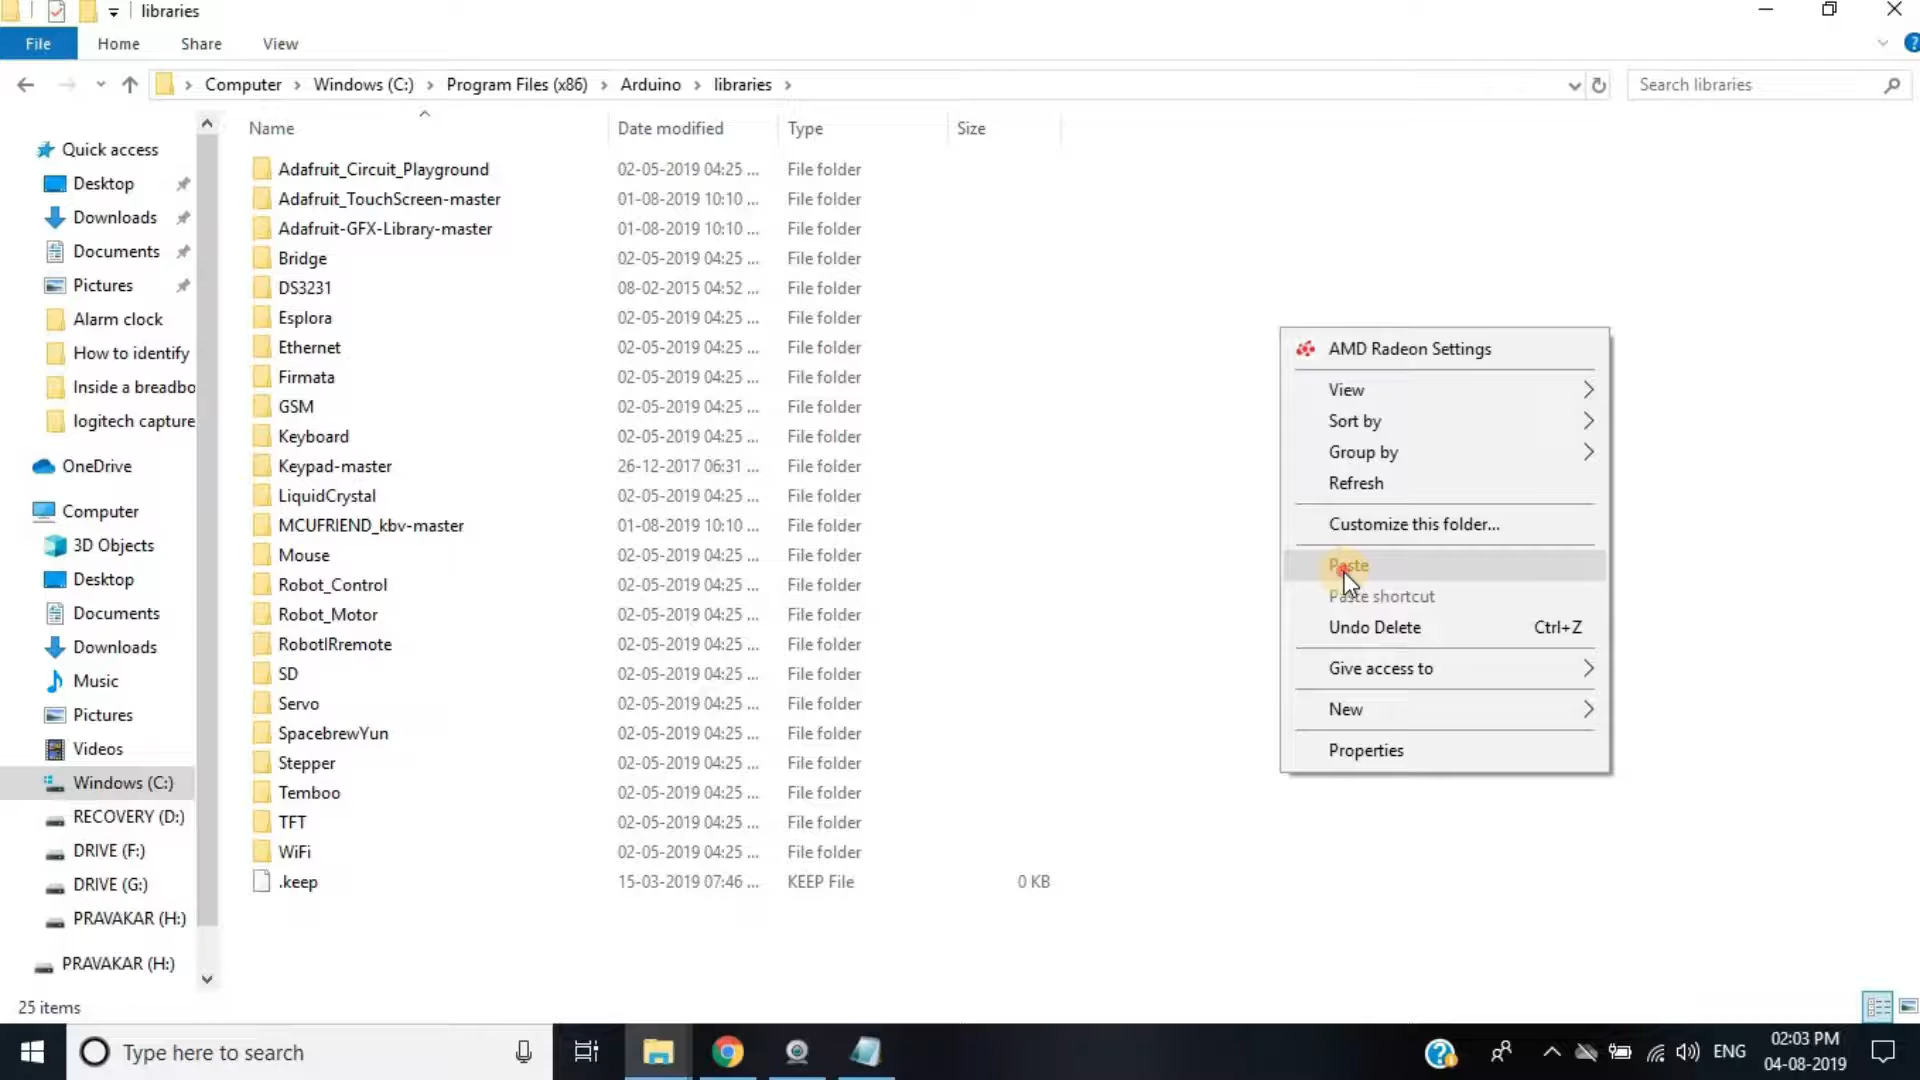 libraries
File Home Share View
Computer Windows (C:) Program Files (x86) Arduino libraries
Search libraries
Name Date modified Type Size
Quick access
Desktop
Downloads
Documents
Pictures
Alarm clock
How to identify
Inside a breadbo
logitech capture
OneDrive
Computer
3D Objects
Desktop
Documents
Downloads
Music
Pictures
Videos
Windows (C:)
RECOVERY (D:)
DRIVE (F:)
DRIVE (G:)
PRAVAKAR (H:)
PRAVAKAR (H:)
Adafruit_Circuit_Playground 02-05-2019 04:25 ... File folder
Adafruit_TouchScreen-master 01-08-2019 10:10 ... File folder
Adafruit-GFX-Library-master 01-08-2019 10:10 ... File folder
Bridge 02-05-2019 04:25 ... File folder
DS3231 08-02-2015 04:52 ... File folder
Esplora 02-05-2019 04:25 ... File folder
Ethernet 02-05-2019 04:25 ... File folder
Firmata 02-05-2019 04:25 ... File folder
GSM 02-05-2019 04:25 ... File folder
Keyboard 02-05-2019 04:25 ... File folder
Keypad-master 26-12-2017 06:31 ... File folder
LiquidCrystal 02-05-2019 04:25 ... File folder
MCUFRIEND_kbv-master 01-08-2019 10:10 ... File folder
Mouse 02-05-2019 04:25 ... File folder
Robot_Control 02-05-2019 04:25 ... File folder
Robot_Motor 02-05-2019 04:25 ... File folder
RobotIRremote 02-05-2019 04:25 ... File folder
SD 02-05-2019 04:25 ... File folder
Servo 02-05-2019 04:25 ... File folder
SpacebrewYun 02-05-2019 04:25 ... File folder
Stepper 02-05-2019 04:25 ... File folder
Temboo 02-05-2019 04:25 ... File folder
TFT 02-05-2019 04:25 ... File folder
WiFi 02-05-2019 04:25 ... File folder
.keep 15-03-2019 07:46 ... KEEP File 0 KB
AMD Radeon Settings
View
Sort by
Group by
Refresh
Customize this folder...
Paste
Paste shortcut
Undo Delete Ctrl+Z
Give access to
New
Properties
25 items
Type here to search
ENG
02:03 PM
04-08-2019